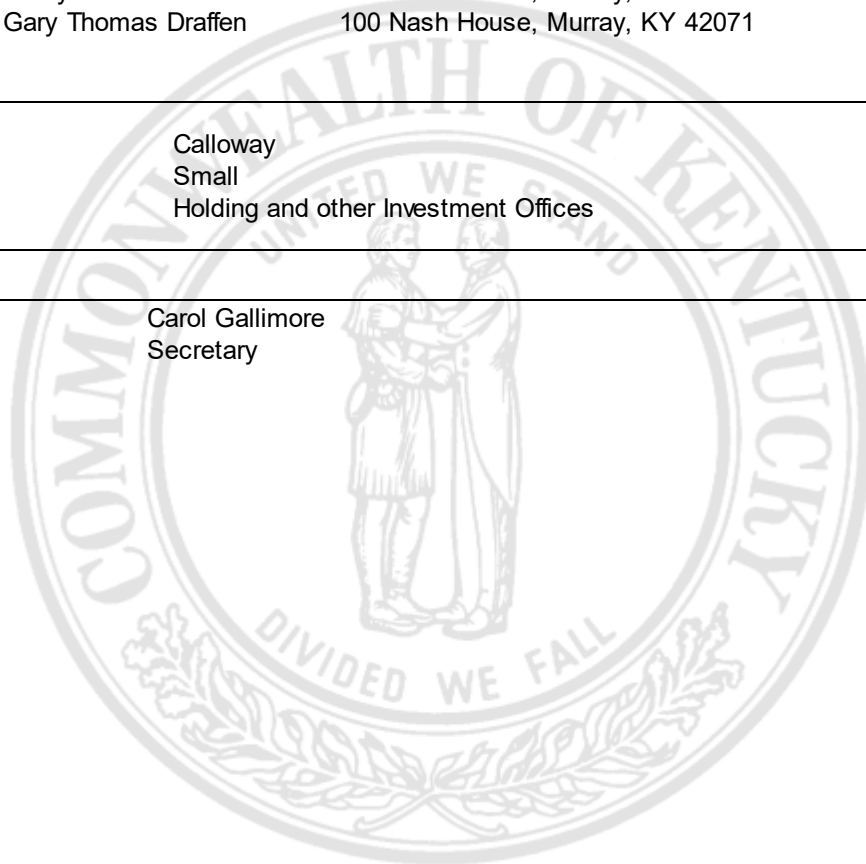 Gary Thomas Draffen 100 Nash House, Murray, KY 42071
Calloway
Small
Holding and other Investment Offices
Carol Gallimore
Secretary
COMMONWEALTH OF KENTUCKY
UNITED WE STAND
DIVIDED WE FALL